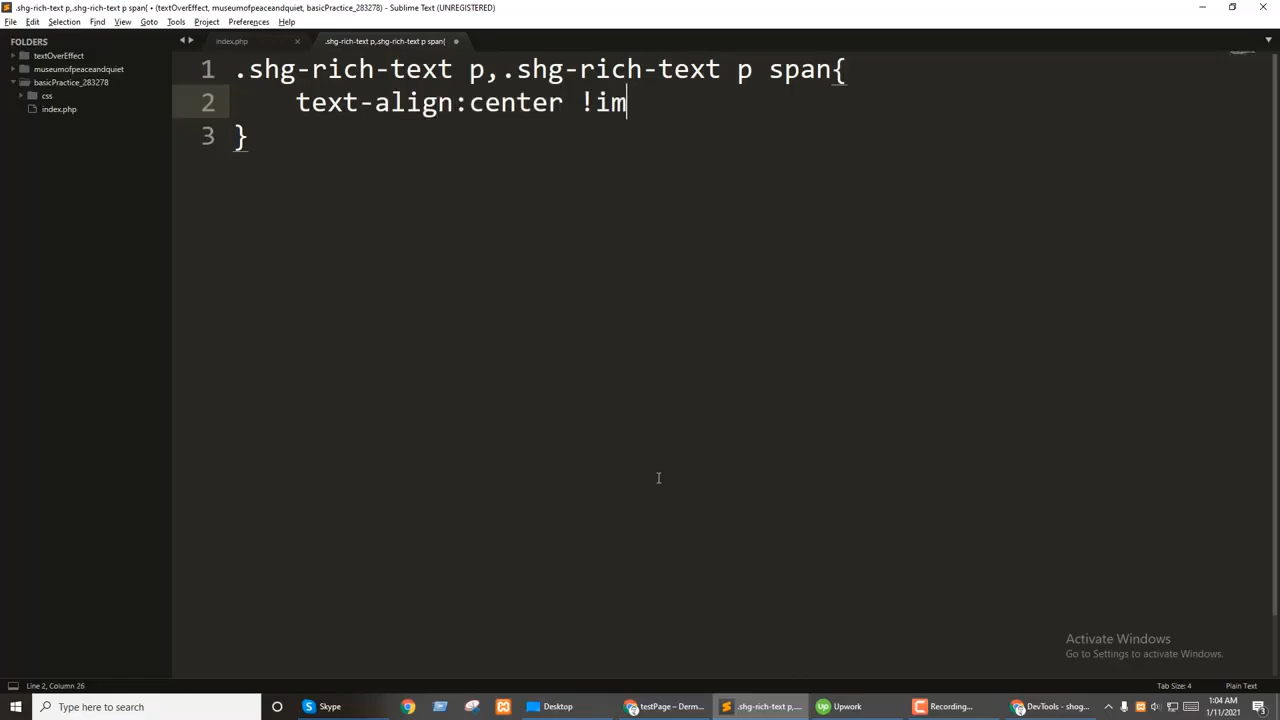 .shg-rich-text p,.shg-rich-text p span{ • (textOverEffect, museumofpeaceandquiet, basicPractice_283278) - Sublime Text (UNREGISTERED)
File Edit Selection Find View Goto Tools Project Preferences Help
FOLDERS
textOverEffect
museumofpeaceandquiet
basicPractice_283278
css
index.php
index.php
.shg-rich-text p,.shg-rich-text p span{
1 .shg-rich-text p,.shg-rich-text p span{
2 text-align:center !im
3 }
Activate Windows
Go to Settings to activate Windows.
Line 2, Column 26
Tab Size: 4
Plain Text
Type here to search
Skype
Desktop
testPage – Derm...
.shg-rich-text p,...
Upwork
Recording...
DevTools - shog...
1:04 AM
1/11/2021